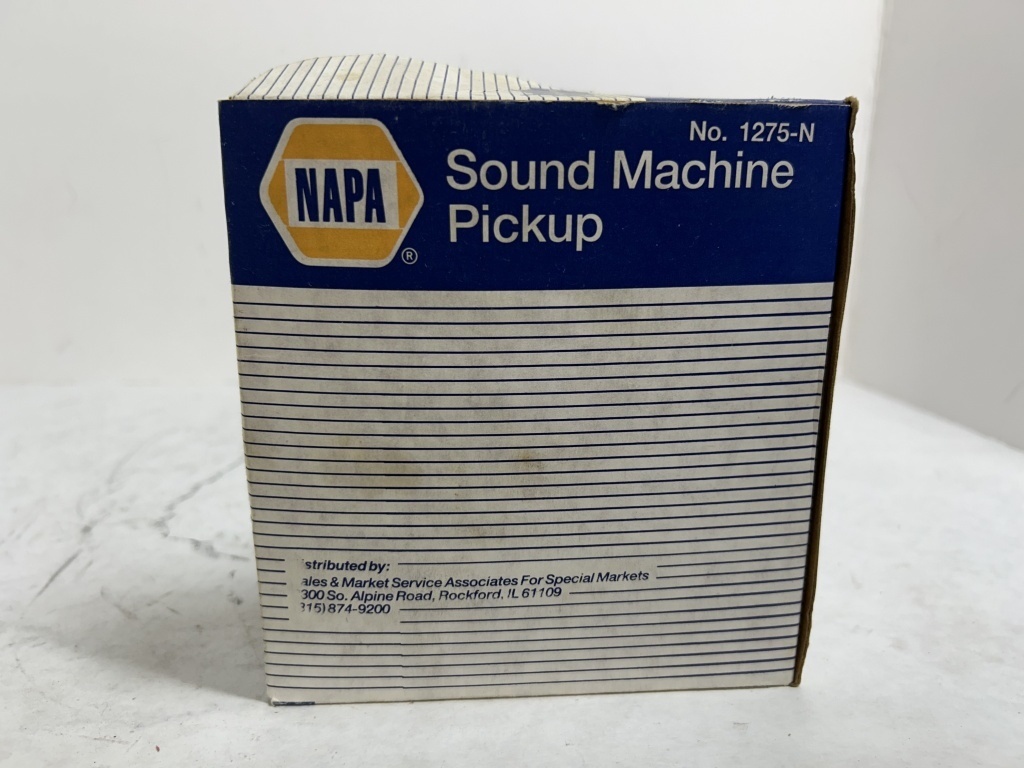 NAPA
®
No. 1275-N
Sound Machine
Pickup
stributed by:
ales & Market Service Associates For Special Markets
300 So. Alpine Road, Rockford, IL 61109
315) 874-9200